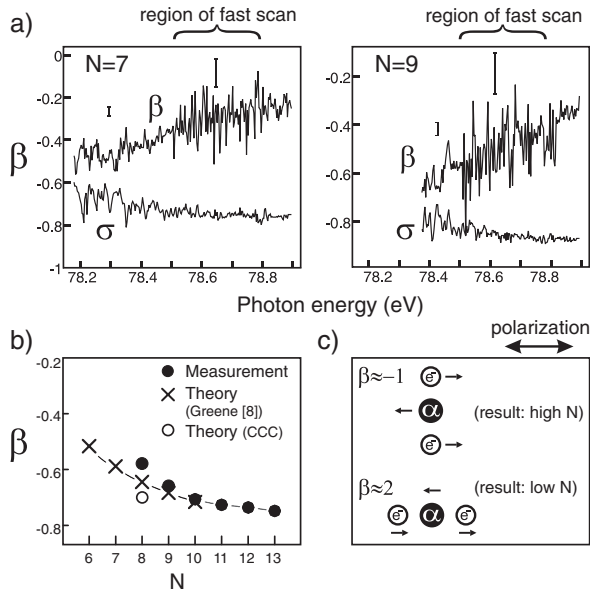 region of fast scan
region of fast scan
a)
N=7
N=9
0
-0.2
-0.4
-0.6
-0.8
-1
β
β
σ
78.2 78.4 78.6 78.8
-0.2
-0.4
-0.6
-0.8
β
σ
78.2 78.4 78.6 78.8
Photon energy (eV)
b)
-0.2
-0.4
-0.6
-0.8
β
Measurement
Theory
(Greene [8])
Theory (CCC)
6 7 8 9 10 11 12 13
N
c)
polarization
β≈-1
e-
α
(result: high N)
e-
β≈2
(result: low N)
e- α e-